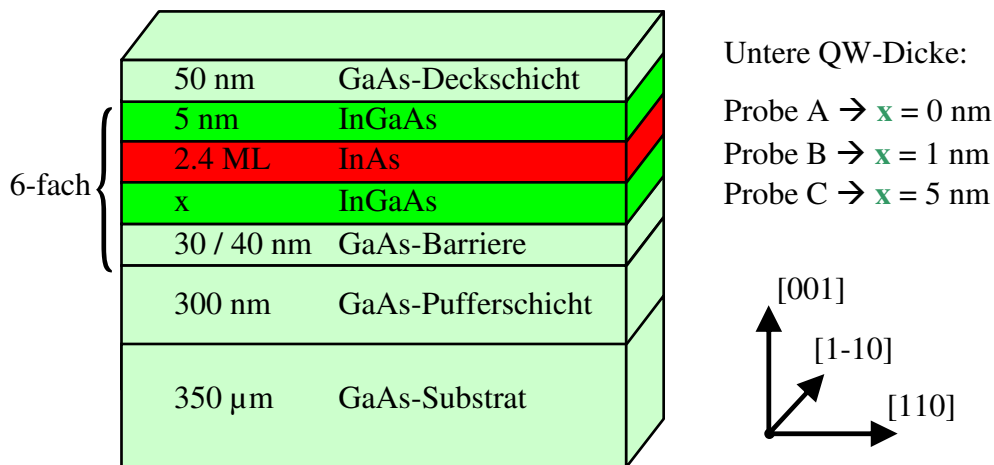 50 nm GaAs-Deckschicht
5 nm InGaAs
2.4 ML InAs
x InGaAs
30 / 40 nm GaAs-Barriere
300 nm GaAs-Pufferschicht
350 µm GaAs-Substrat
6-fach
Untere QW-Dicke:
Probe A → x = 0 nm
Probe B → x = 1 nm
Probe C → x = 5 nm
[001]
[1-10]
[110]